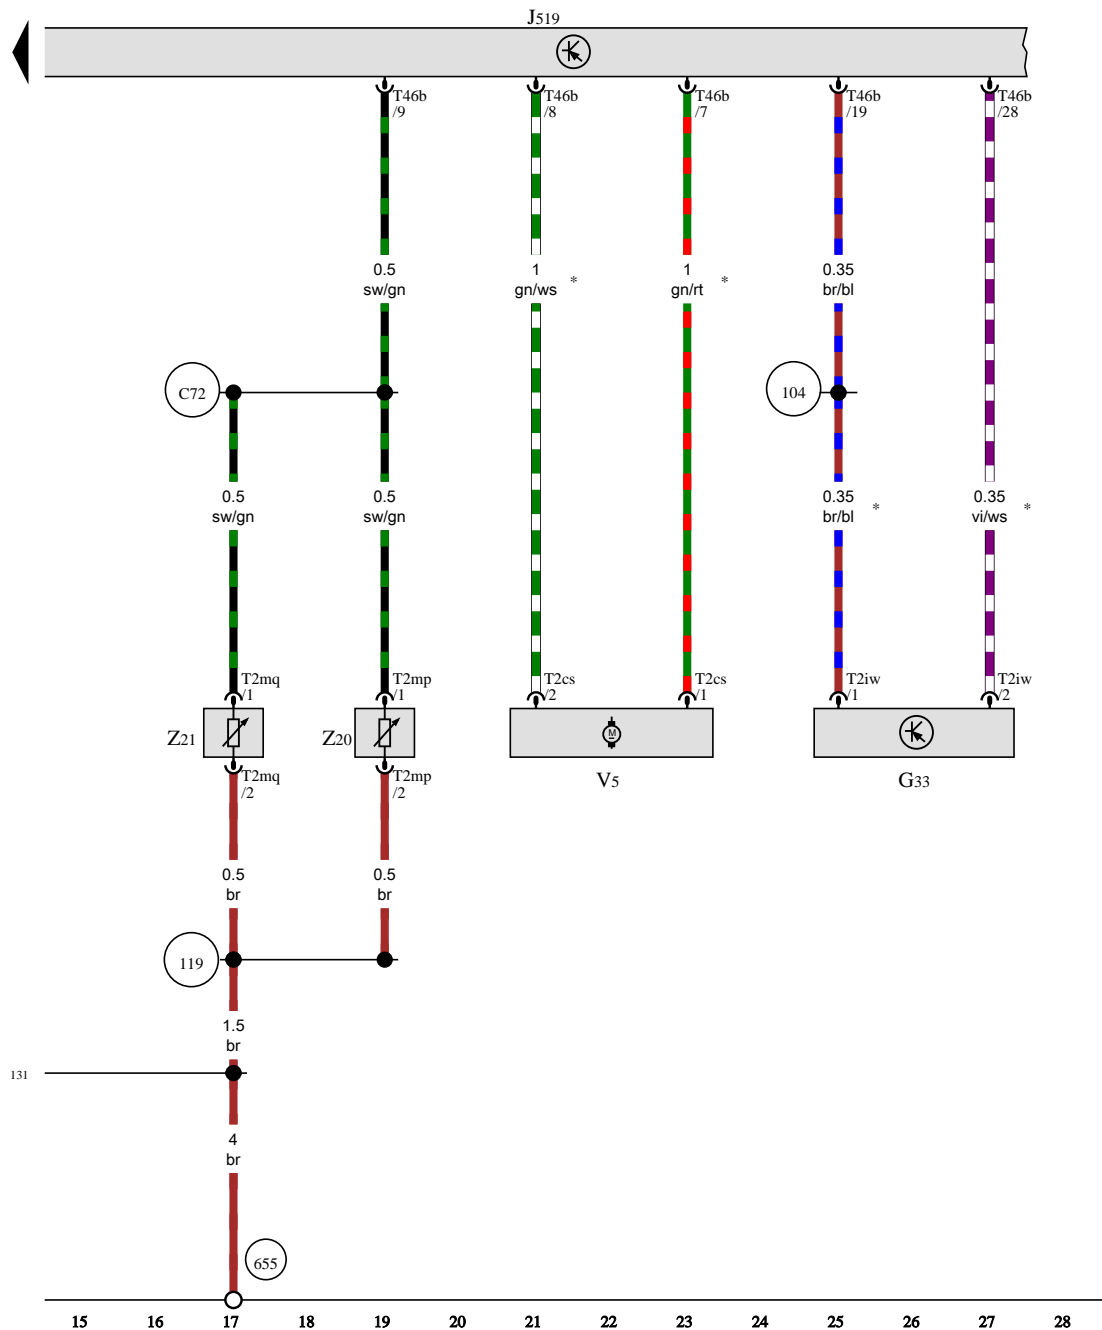 J519
T46b
/9
T46b
/8
T46b
/7
T46b
/19
T46b
/28
0.5
sw/gn
1
gn/ws *
1
gn/rt *
0.35
br/bl
C72
104
0.5
sw/gn
0.5
sw/gn
0.35
br/bl *
0.35
vi/ws *
T2mq
/1
T2mp
/1
T2cs
/2
T2cs
/1
T2iw
/1
T2iw
/2
Z21
Z20
M
V5
G33
T2mq
/2
T2mp
/2
0.5
br
0.5
br
119
1.5
br
131
4
br
655
15 16 17 18 19 20 21 22 23 24 25 26 27 28